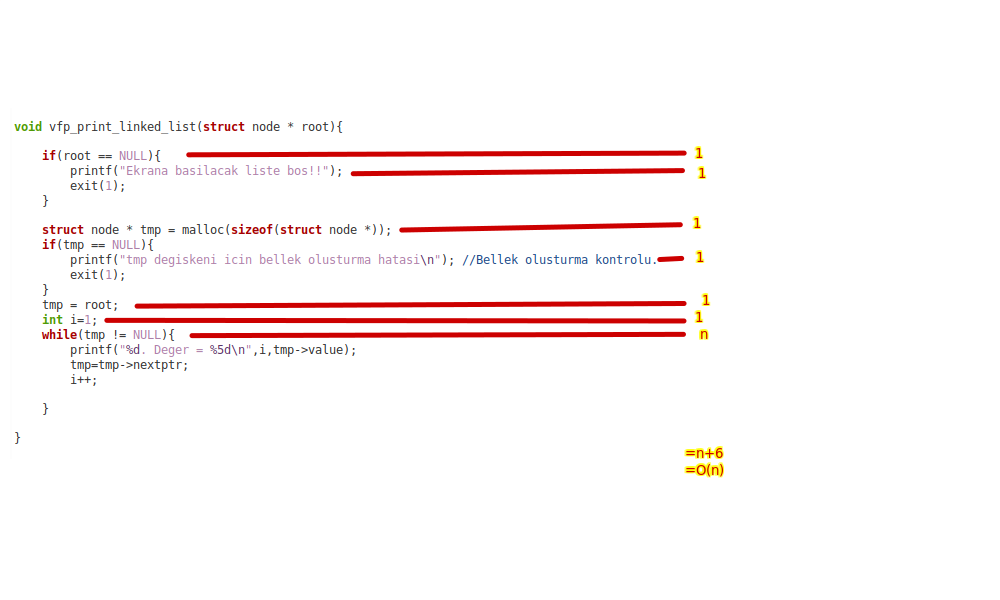 void vfp_print_linked_list(struct node * root){
if(root == NULL){ 1
printf("Ekrana basilacak liste bos!!"); 1
exit(1);
}
struct node * tmp = malloc(sizeof(struct node *)); 1
if(tmp == NULL){
printf("tmp degiskeni icin bellek olusturma hatasi\n"); //Bellek olusturma kontrolu. 1
exit(1);
}
tmp = root; 1
int i=1; 1
while(tmp != NULL){ n
printf("%d. Deger = %5d\n",i,tmp->value);
tmp=tmp->nextptr;
i++;
}
}
=n+6
=O(n)